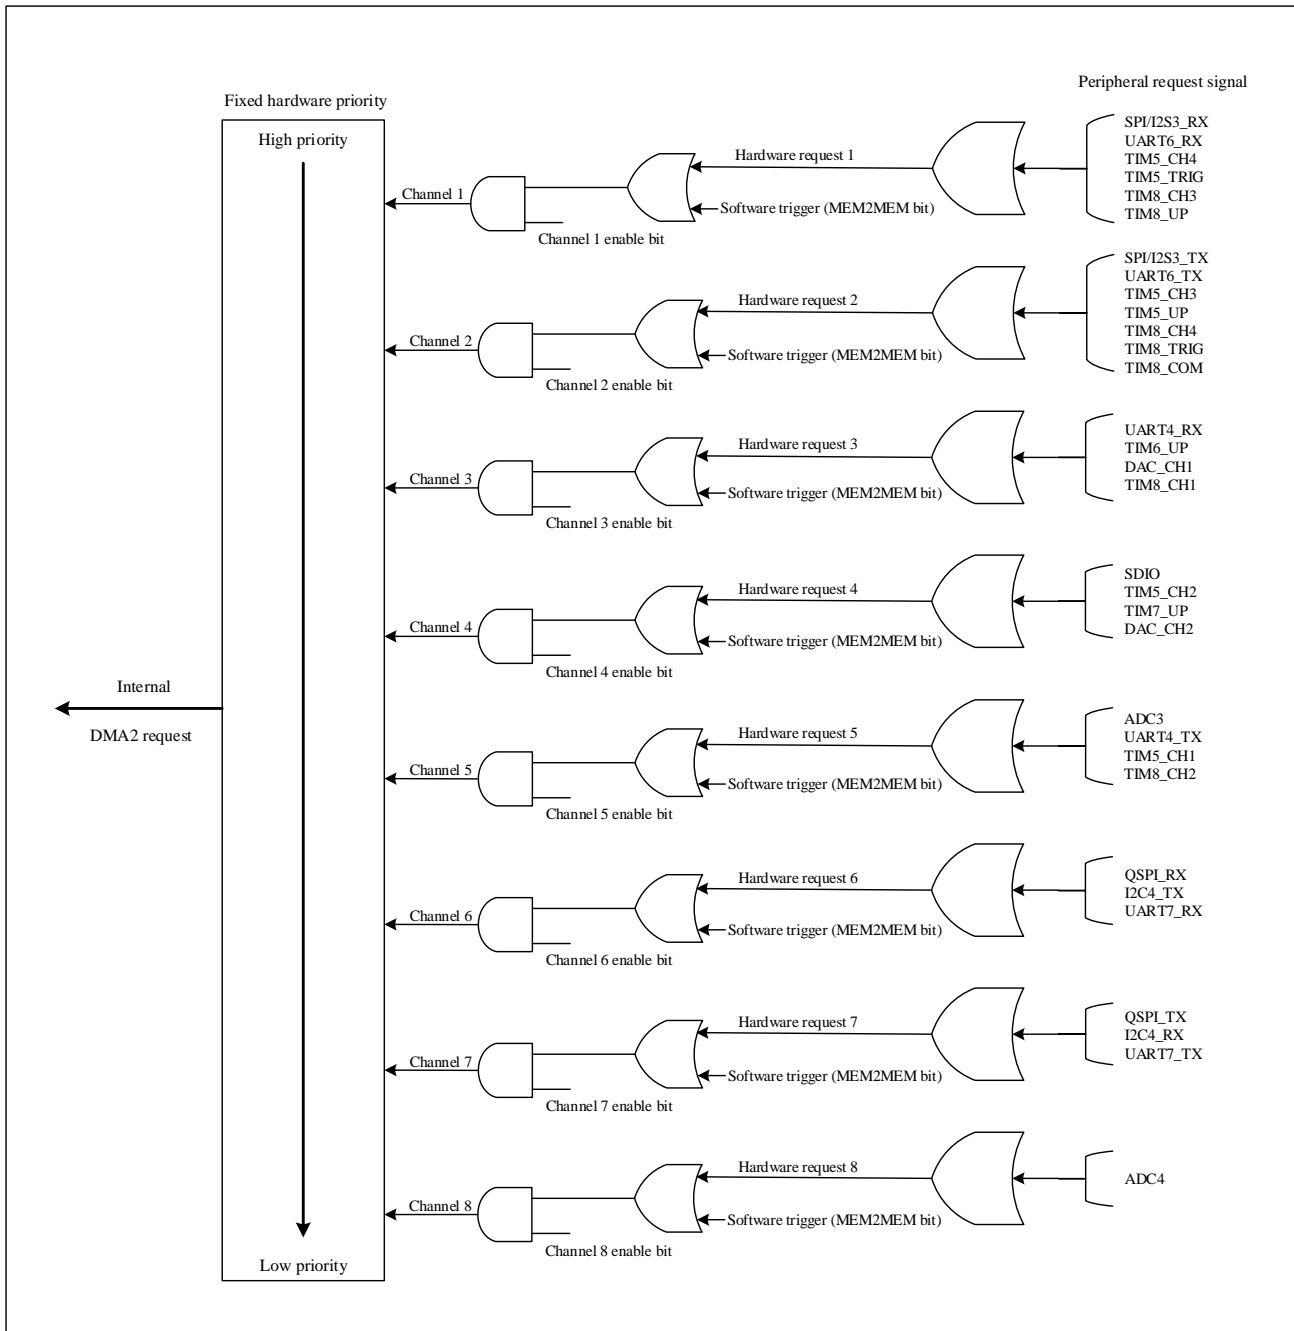 Peripheral request signal
Fixed hardware priority
High priority
SPI/I2S3_RX
UART6_RX
TIM5_CH4
TIM5_TRIG
TIM8_CH3
TIM8_UP
Hardware request 1
Software trigger (MEM2MEM bit)
Channel 1
Channel 1 enable bit
SPI/I2S3_TX
UART6_TX
TIM5_CH3
TIM5_UP
TIM8_CH4
TIM8_TRIG
TIM8_COM
Hardware request 2
Software trigger (MEM2MEM bit)
Channel 2
Channel 2 enable bit
UART4_RX
TIM6_UP
DAC_CH1
TIM8_CH1
Hardware request 3
Software trigger (MEM2MEM bit)
Channel 3
Channel 3 enable bit
SDIO
TIM5_CH2
TIM7_UP
DAC_CH2
Hardware request 4
Software trigger (MEM2MEM bit)
Channel 4
Channel 4 enable bit
Internal
DMA2 request
ADC3
UART4_TX
TIM5_CH1
TIM8_CH2
Hardware request 5
Software trigger (MEM2MEM bit)
Channel 5
Channel 5 enable bit
QSPI_RX
I2C4_TX
UART7_RX
Hardware request 6
Software trigger (MEM2MEM bit)
Channel 6
Channel 6 enable bit
QSPI_TX
I2C4_RX
UART7_TX
Hardware request 7
Software trigger (MEM2MEM bit)
Channel 7
Channel 7 enable bit
ADC4
Hardware request 8
Software trigger (MEM2MEM bit)
Channel 8
Channel 8 enable bit
Low priority